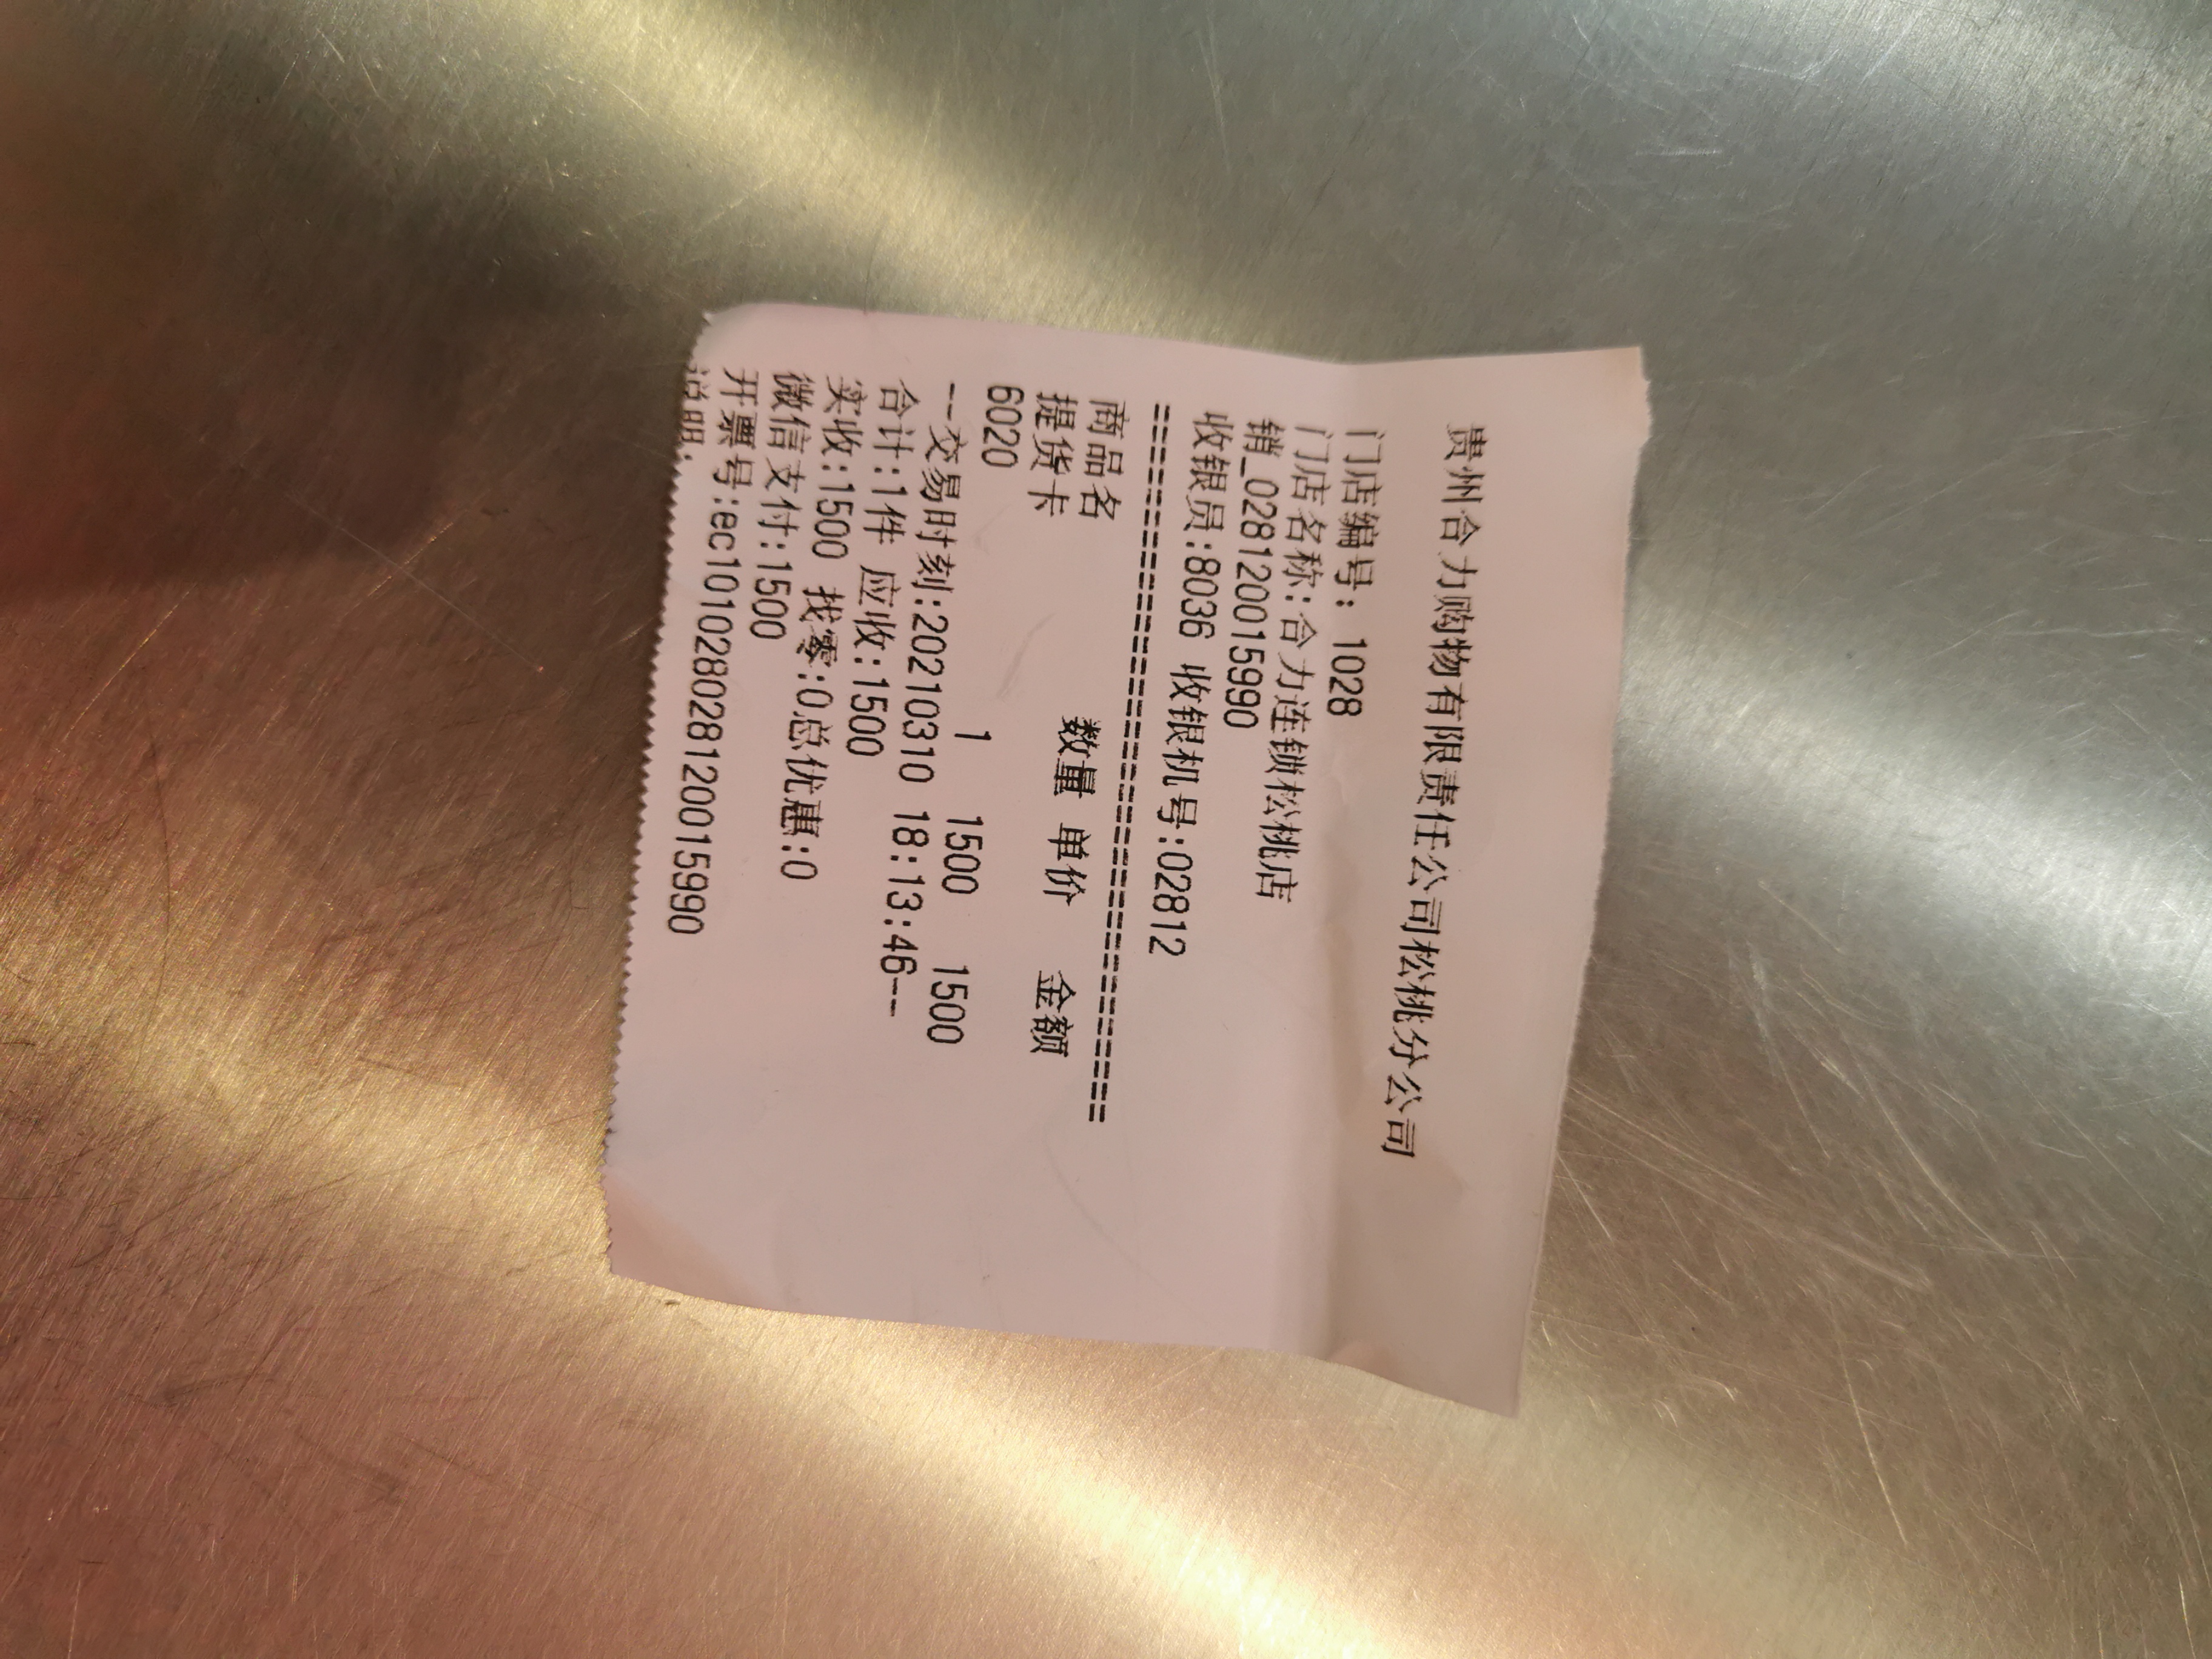 贵州合力购物有限责任公司松桃分公司
门店编号: 1028
门店名称:合力连锁松桃店
销_028120015990
收银员:8036 收银机号:02812
================================
商品名 数量 单价 金额
提货卡
6020 1 1500 1500
--交易时刻:20210310 18:13:46--
合计:1件 应收:1500
实收:1500 找零:0总优惠:0
微信支付:1500
开票号:ec101028028120015990
说明: